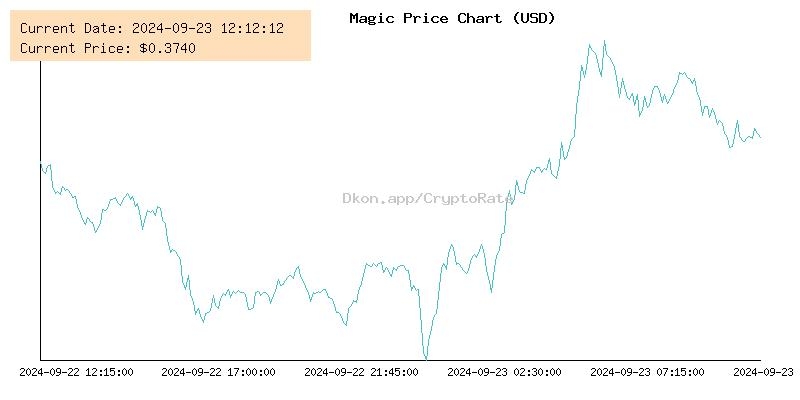 Magic Price Chart (USD)
Current Date: 2024-09-23 12:12:12
Current Price: $0.3740
Dkon.app/CryptoRate
2024-09-22 12:15:00 2024-09-22 17:00:00 2024-09-22 21:45:00 2024-09-23 02:30:00 2024-09-23 07:15:00 2024-09-23